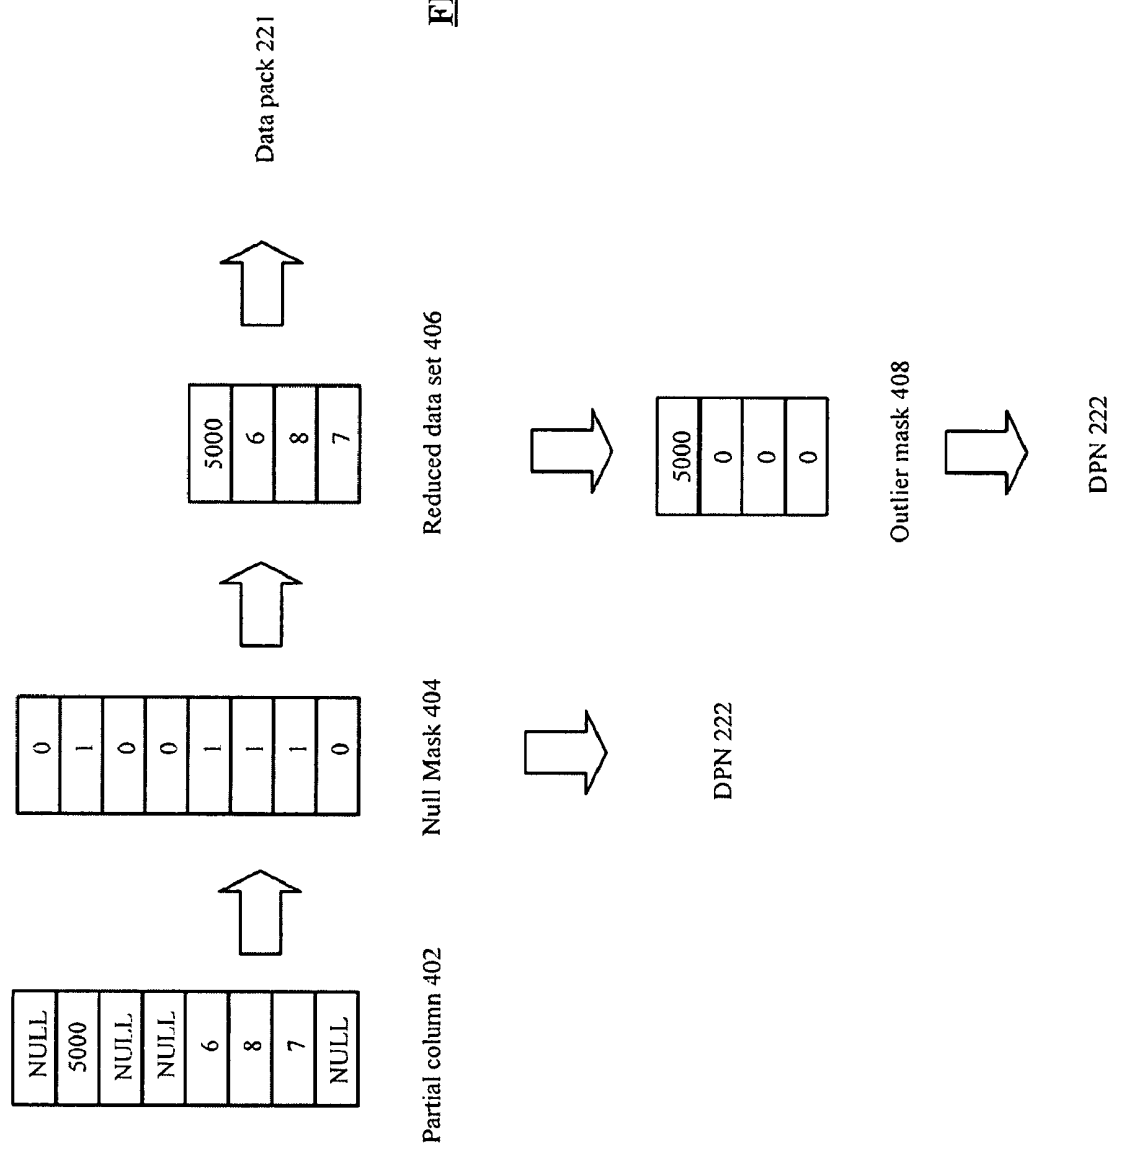 NULL
5000
NULL
NULL
6
8
7
NULL
Partial column 402
0
1
0
0
1
1
1
0
Null Mask 404
DPN 222
5000
6
8
7
Reduced data set 406
5000
0
0
0
Outlier mask 408
DPN 222
Data pack 221